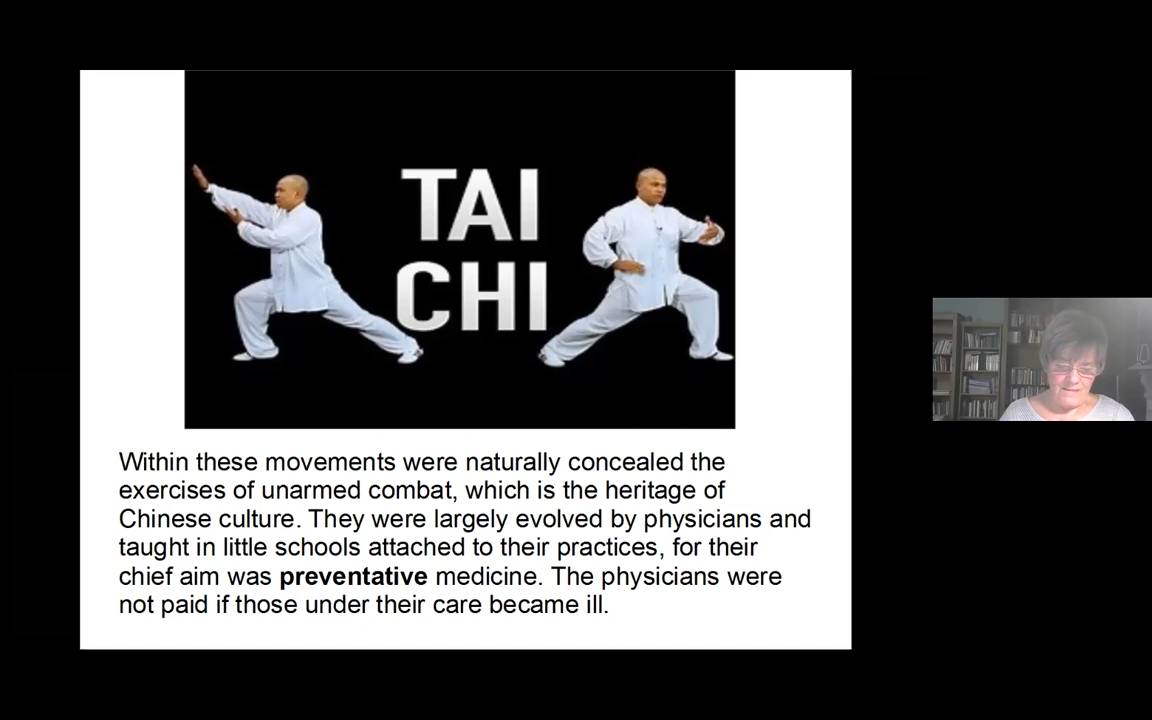 TAI
CHI
Within these movements were naturally concealed the
exercises of unarmed combat, which is the heritage of
Chinese culture. They were largely evolved by physicians and
taught in little schools attached to their practices, for their
chief aim was preventative medicine. The physicians were
not paid if those under their care became ill.